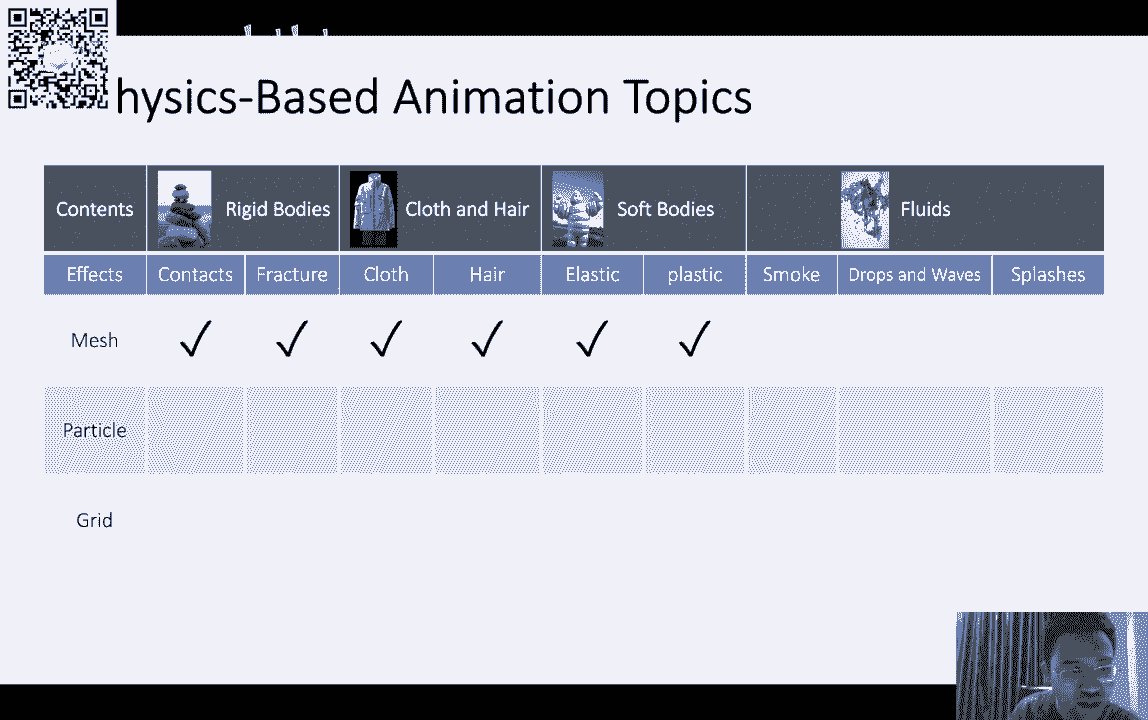 hysics-Based Animation Topics
Contents Rigid Bodies Cloth and Hair Soft Bodies Fluids
Effects Contacts Fracture Cloth Hair Elastic plastic Smoke Drops and Waves Splashes
Mesh ✓ ✓ ✓ ✓ ✓ ✓
Particle
Grid